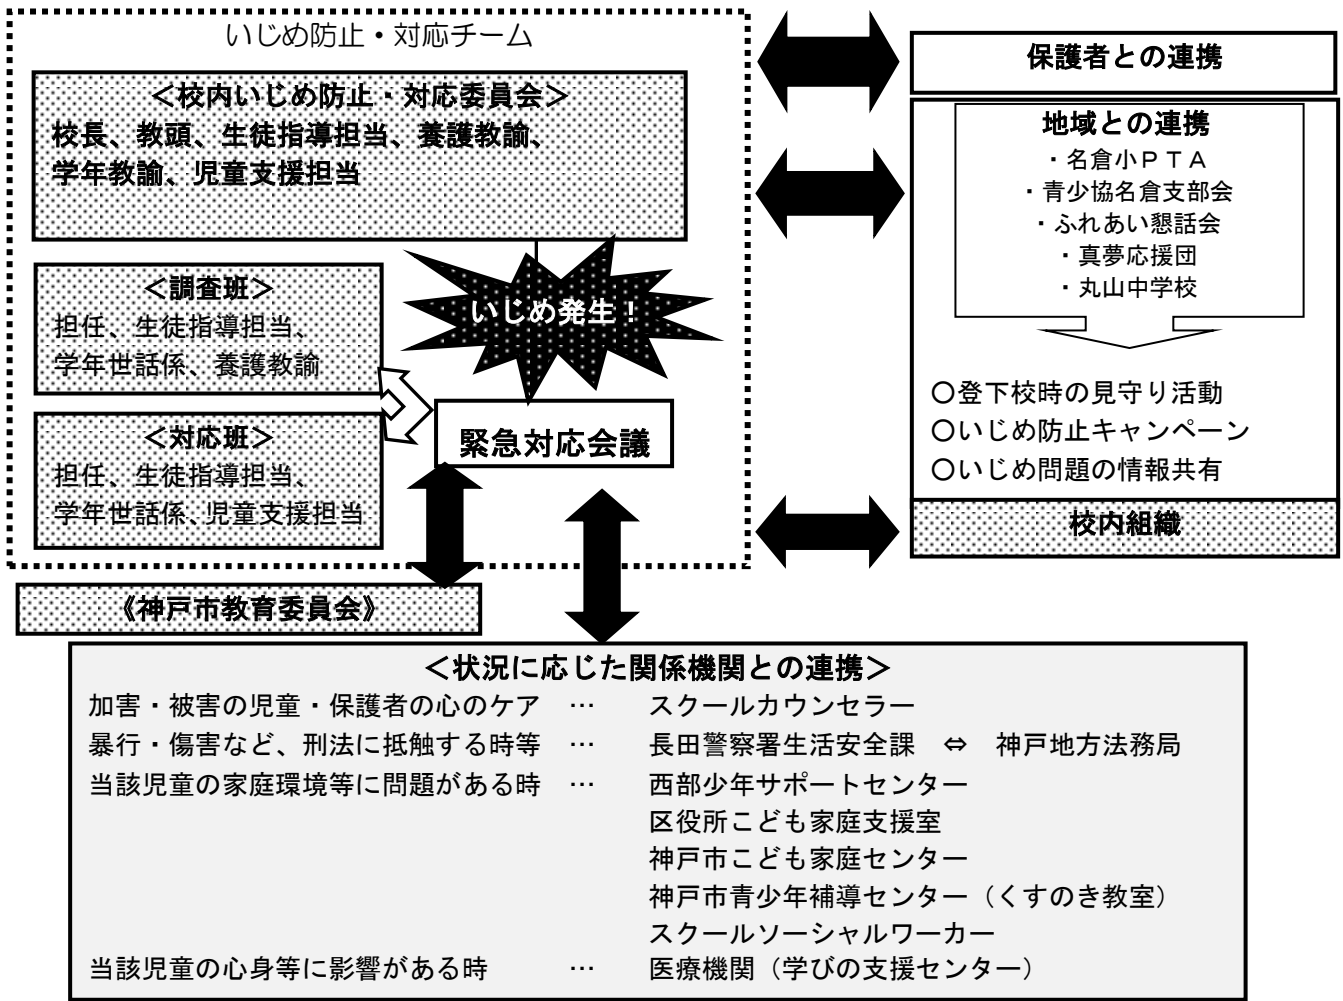 いじめ防止・対応チーム
＜校内いじめ防止・対応委員会＞
校長、教頭、生徒指導担当、養護教諭、
学年教諭、児童支援担当
＜調査班＞
担任、生徒指導担当、
学年世話係、養護教諭
いじめ発生！
＜対応班＞
担任、生徒指導担当、
学年世話係、児童支援担当
緊急対応会議
保護者との連携
地域との連携
・名倉小ＰＴＡ
・青少協名倉支部会
・ふれあい懇話会
・真夢応援団
・丸山中学校
〇登下校時の見守り活動
〇いじめ防止キャンペーン
〇いじめ問題の情報共有
校内組織
《神戸市教育委員会》
＜状況に応じた関係機関との連携＞
加害・被害の児童・保護者の心のケア　…　スクールカウンセラー
暴行・傷害など、刑法に抵触する時等　…　長田警察署生活安全課　⇔　神戸地方法務局
当該児童の家庭環境等に問題がある時　…　西部少年サポートセンター
区役所こども家庭支援室
神戸市こども家庭センター
神戸市青少年補導センター（くすのき教室）
スクールソーシャルワーカー
当該児童の心身等に影響がある時　…　医療機関（学びの支援センター）